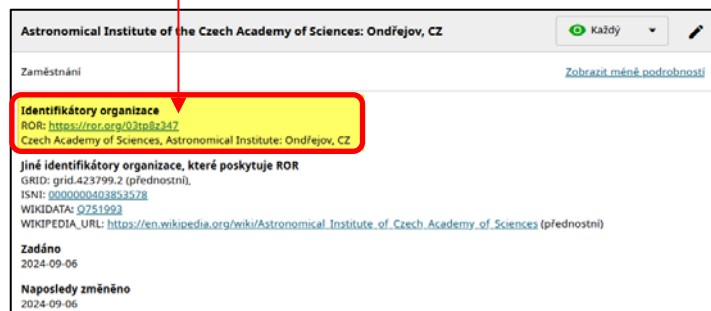 Astronomical Institute of the Czech Academy of Sciences: Ondřejov, CZ
Každý
Zaměstnání
Zobrazit méně podrobností
Identifikátory organizace
ROR: https://ror.org/03tp8z347
Czech Academy of Sciences, Astronomical Institute: Ondřejov, CZ
Jiné identifikátory organizace, které poskytuje ROR
GRID: grid.423799.2 (přednostní),
ISNI: 0000000403853578
WIKIDATA: Q751993
WIKIPEDIA_URL: https://en.wikipedia.org/wiki/Astronomical_Institute_of_Czech_Academy_of_Sciences (přednostní)
Zadáno
2024-09-06
Naposledy změněno
2024-09-06